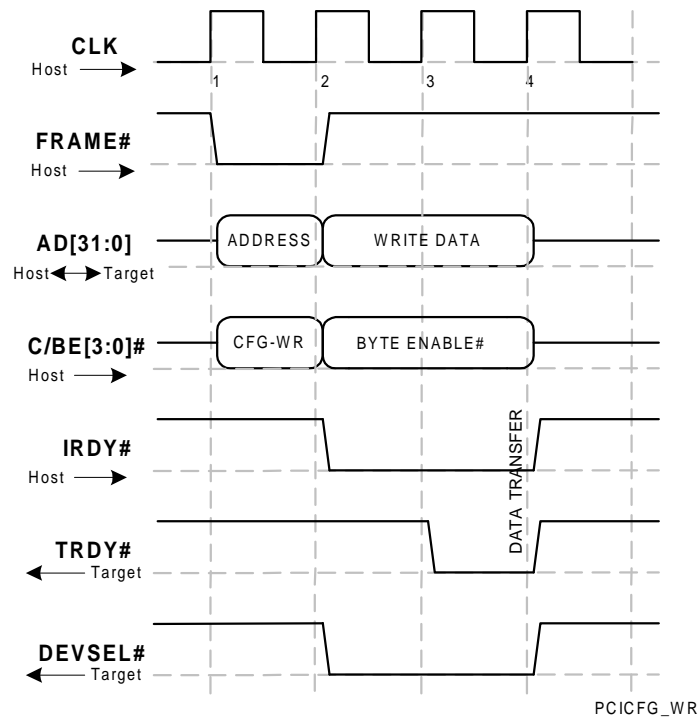 CLK
Host
1 2 3 4
FRAME#
Host
AD[31:0]
ADDRESS WRITE DATA
Host Target
C/BE[3:0]#
CFG-WR BYTE ENABLE#
Host
IRDY#
Host
DATA TRANSFER
TRDY#
Target
DEVSEL#
Target
PCICFG_WR